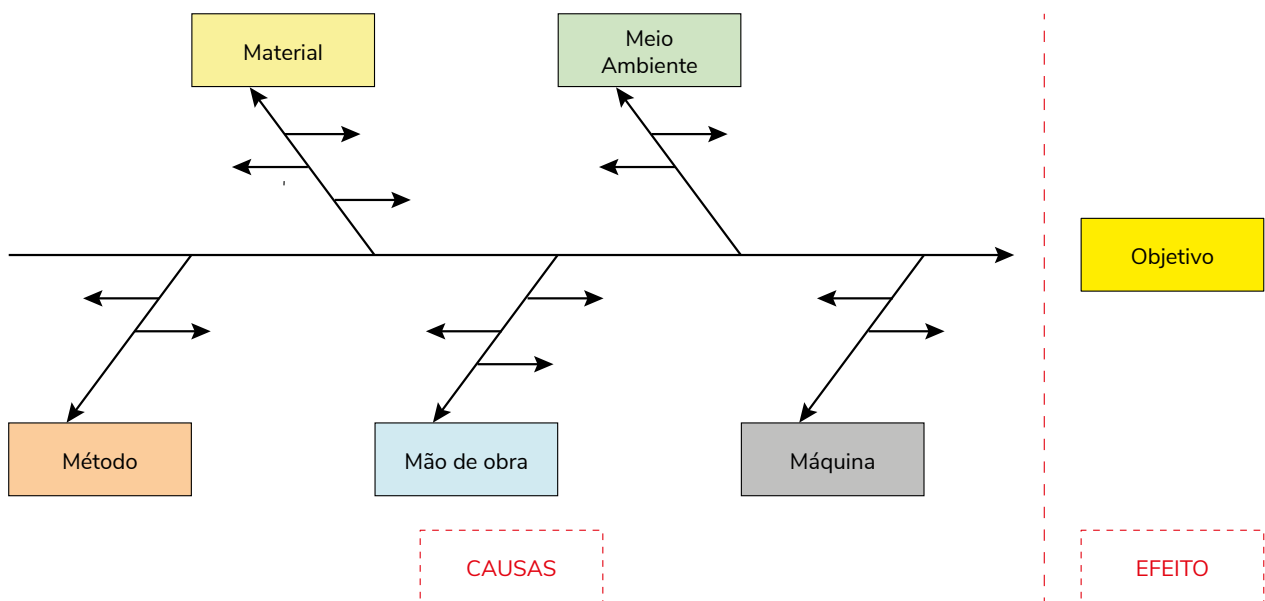 Material
Meio
Ambiente
Objetivo
Método
Mão de obra
Máquina
CAUSAS
EFEITO